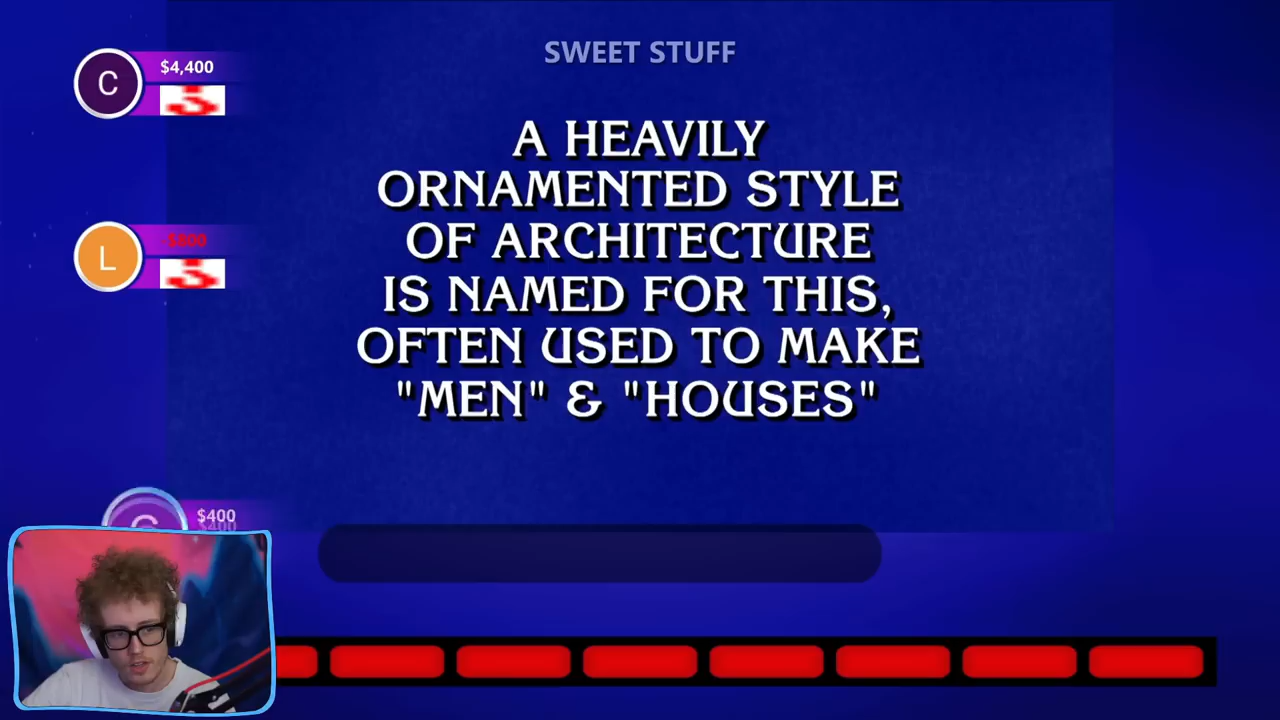 SWEET STUFF
C
$4,400
A HEAVILY
ORNAMENTED STYLE
OF ARCHITECTURE
IS NAMED FOR THIS,
OFTEN USED TO MAKE
"MEN" & "HOUSES"
L
$800
$400